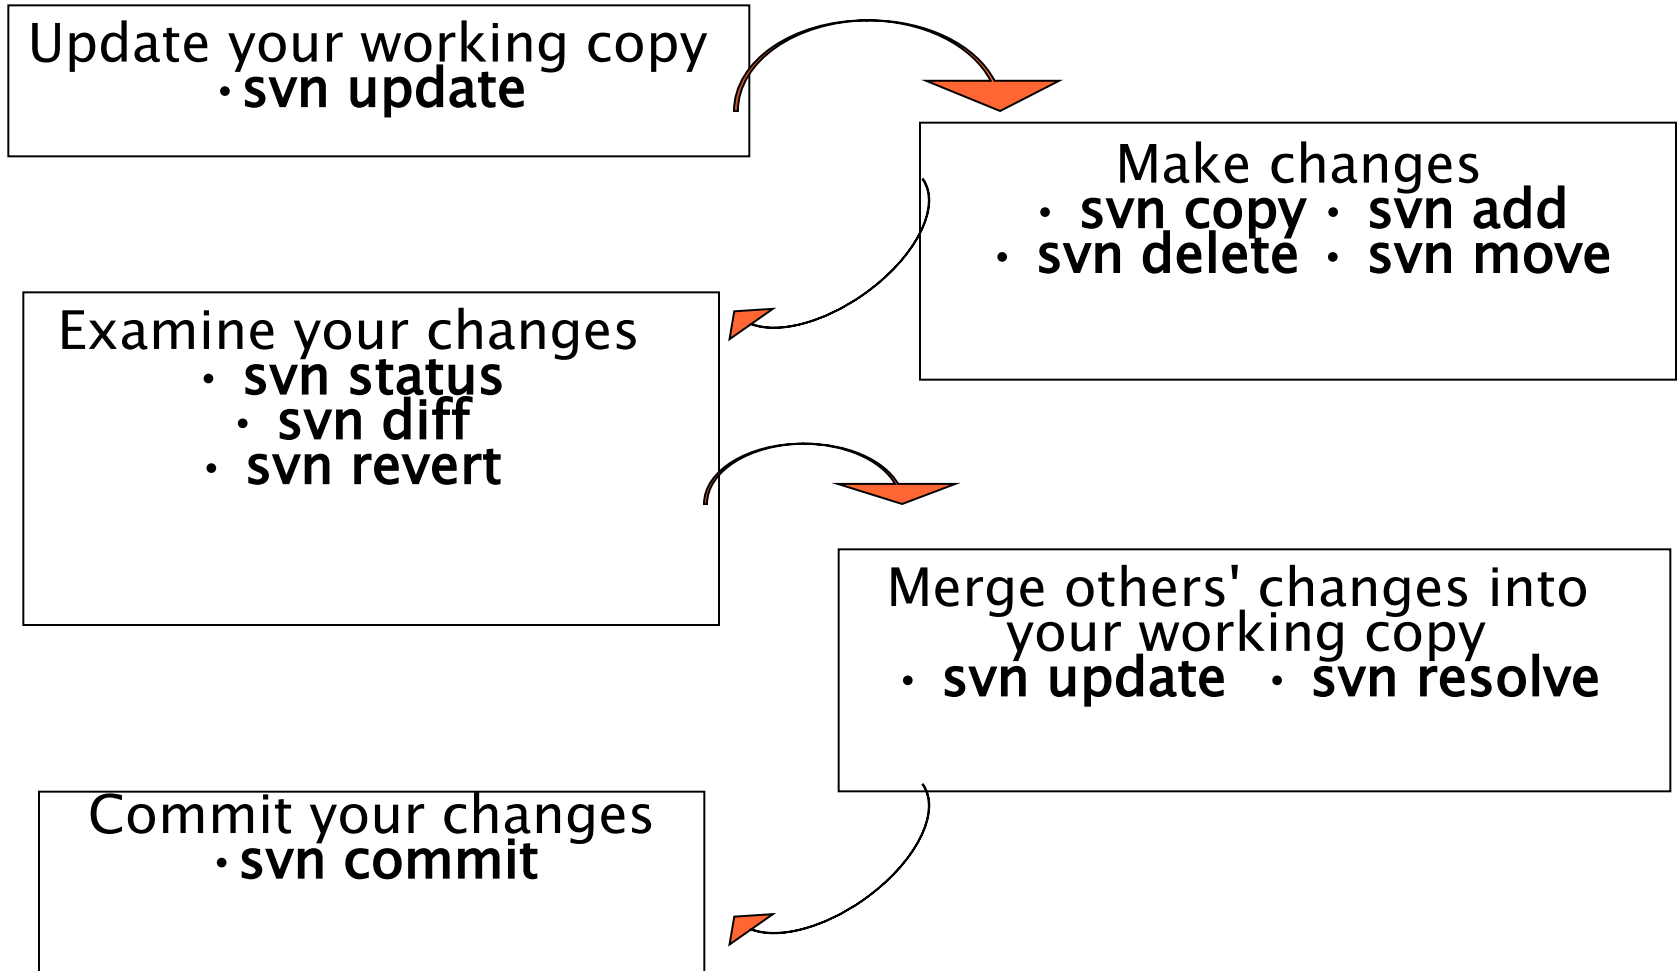 Update your working copy
• svn update
Make changes
• svn copy • svn add
• svn delete • svn move
Examine your changes
• svn status
• svn diff
• svn revert
Merge others' changes into
your working copy
• svn update • svn resolve
Commit your changes
• svn commit